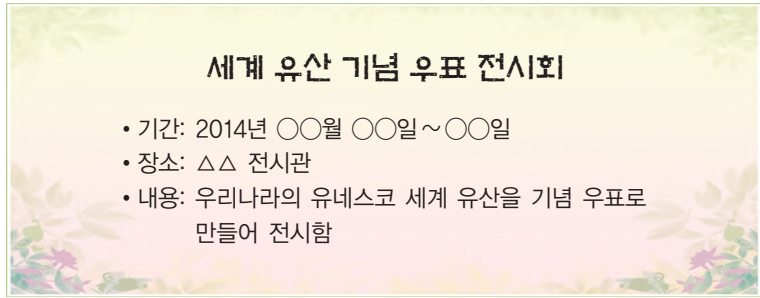 세계 유산 기념 우표 전시회
• 기간: 2014년 ○○월 ○○일～○○일
• 장소: △△ 전시관
• 내용: 우리나라의 유네스코 세계 유산을 기념 우표로
만들어 전시함